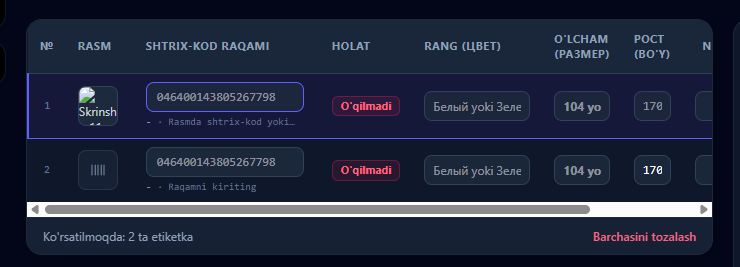 № RASM SHTRIX-KOD RAQAMI HOLAT RANG (ЦВЕТ) O'LCHAM (РАЗМЕР) РОСТ (BO'Y) N
1 Skrinsh 046400143805267798 O'qilmadi Белый yoki Зеле 104 yo 170
- · Rasmda shtrix-kod yoki…
2 046400143805267798 O'qilmadi Белый yoki Зеле 104 yo 170
- · Raqamni kiriting
Ko'rsatilmoqda: 2 ta etiketka Barchasini tozalash